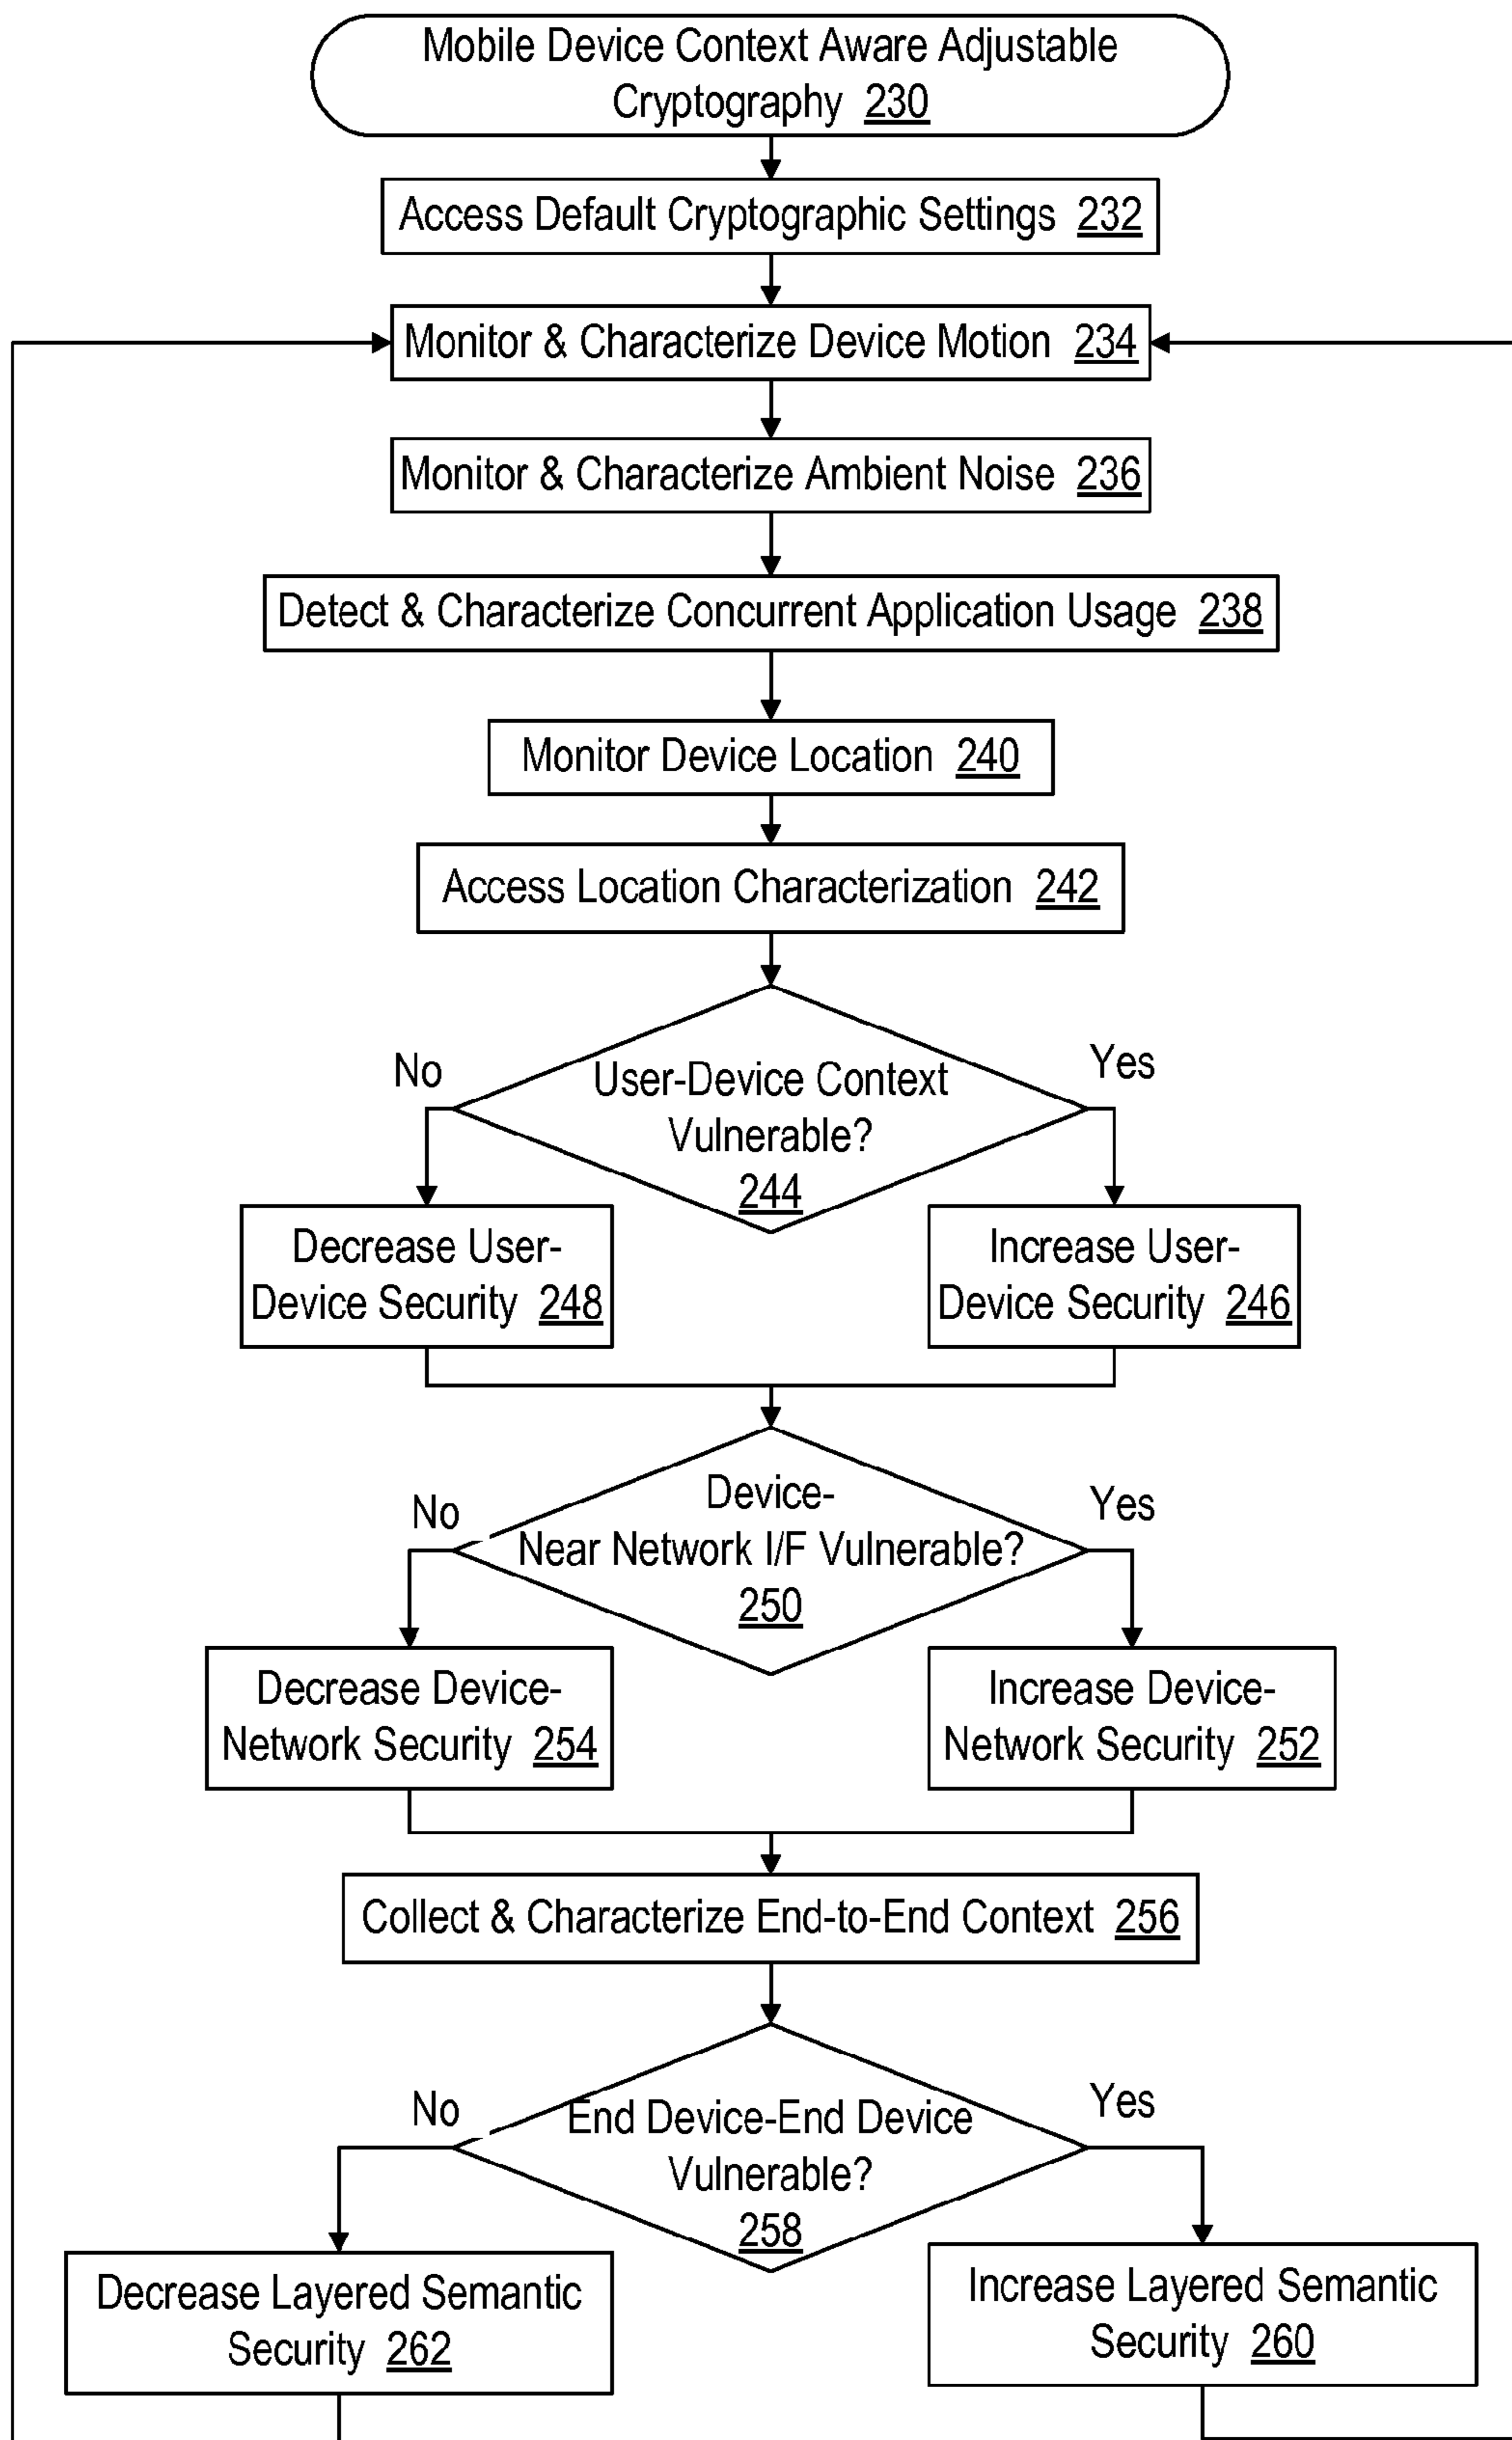 Mobile Device Context Aware Adjustable
Cryptography 230
Access Default Cryptographic Settings 232
Monitor & Characterize Device Motion 234
Monitor & Characterize Ambient Noise 236
Detect & Characterize Concurrent Application Usage 238
Monitor Device Location 240
Access Location Characterization 242
No
Yes
User-Device Context
Vulnerable?
244
Decrease User-
Device Security 248
Increase User-
Device Security 246
No
Yes
Device-
Near Network I/F Vulnerable?
250
Decrease Device-
Network Security 254
Increase Device-
Network Security 252
Collect & Characterize End-to-End Context 256
No
Yes
End Device-End Device
Vulnerable?
258
Decrease Layered Semantic
Security 262
Increase Layered Semantic
Security 260